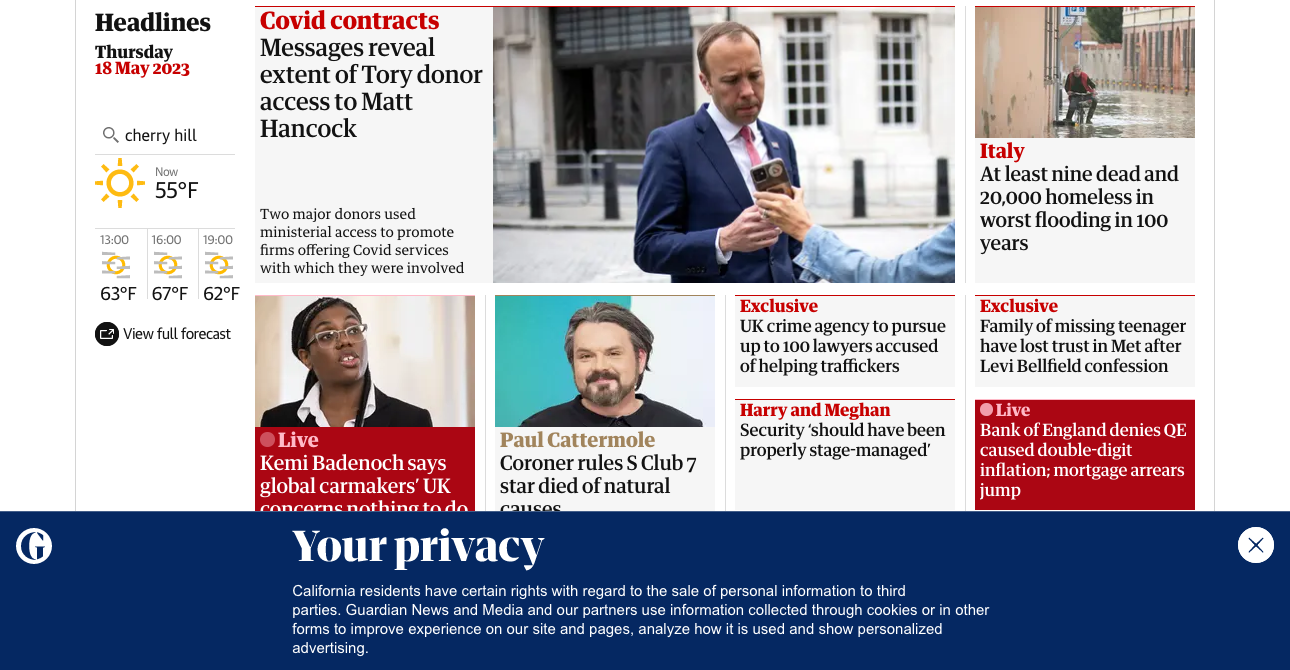 Headlines
Thursday
18 May 2023
cherry hill
Now
55°F
13:00
63°F
16:00
67°F
19:00
62°F
View full forecast
Covid contracts
Messages reveal
extent of Tory donor
access to Matt
Hancock
Two major donors used
ministerial access to promote
firms offering Covid services
with which they were involved
Italy
At least nine dead and
20,000 homeless in
worst flooding in 100
years
Live
Kemi Badenoch says
global carmakers’ UK
concerns nothing to do
Paul Cattermole
Coroner rules S Club 7
star died of natural
causes
Exclusive
UK crime agency to pursue
up to 100 lawyers accused
of helping traffickers
Harry and Meghan
Security ‘should have been
properly stage-managed’
Exclusive
Family of missing teenager
have lost trust in Met after
Levi Bellfield confession
Live
Bank of England denies QE
caused double-digit
inflation; mortgage arrears
jump
G
Your privacy
California residents have certain rights with regard to the sale of personal information to third
parties. Guardian News and Media and our partners use information collected through cookies or in other
forms to improve experience on our site and pages, analyze how it is used and show personalized
advertising.